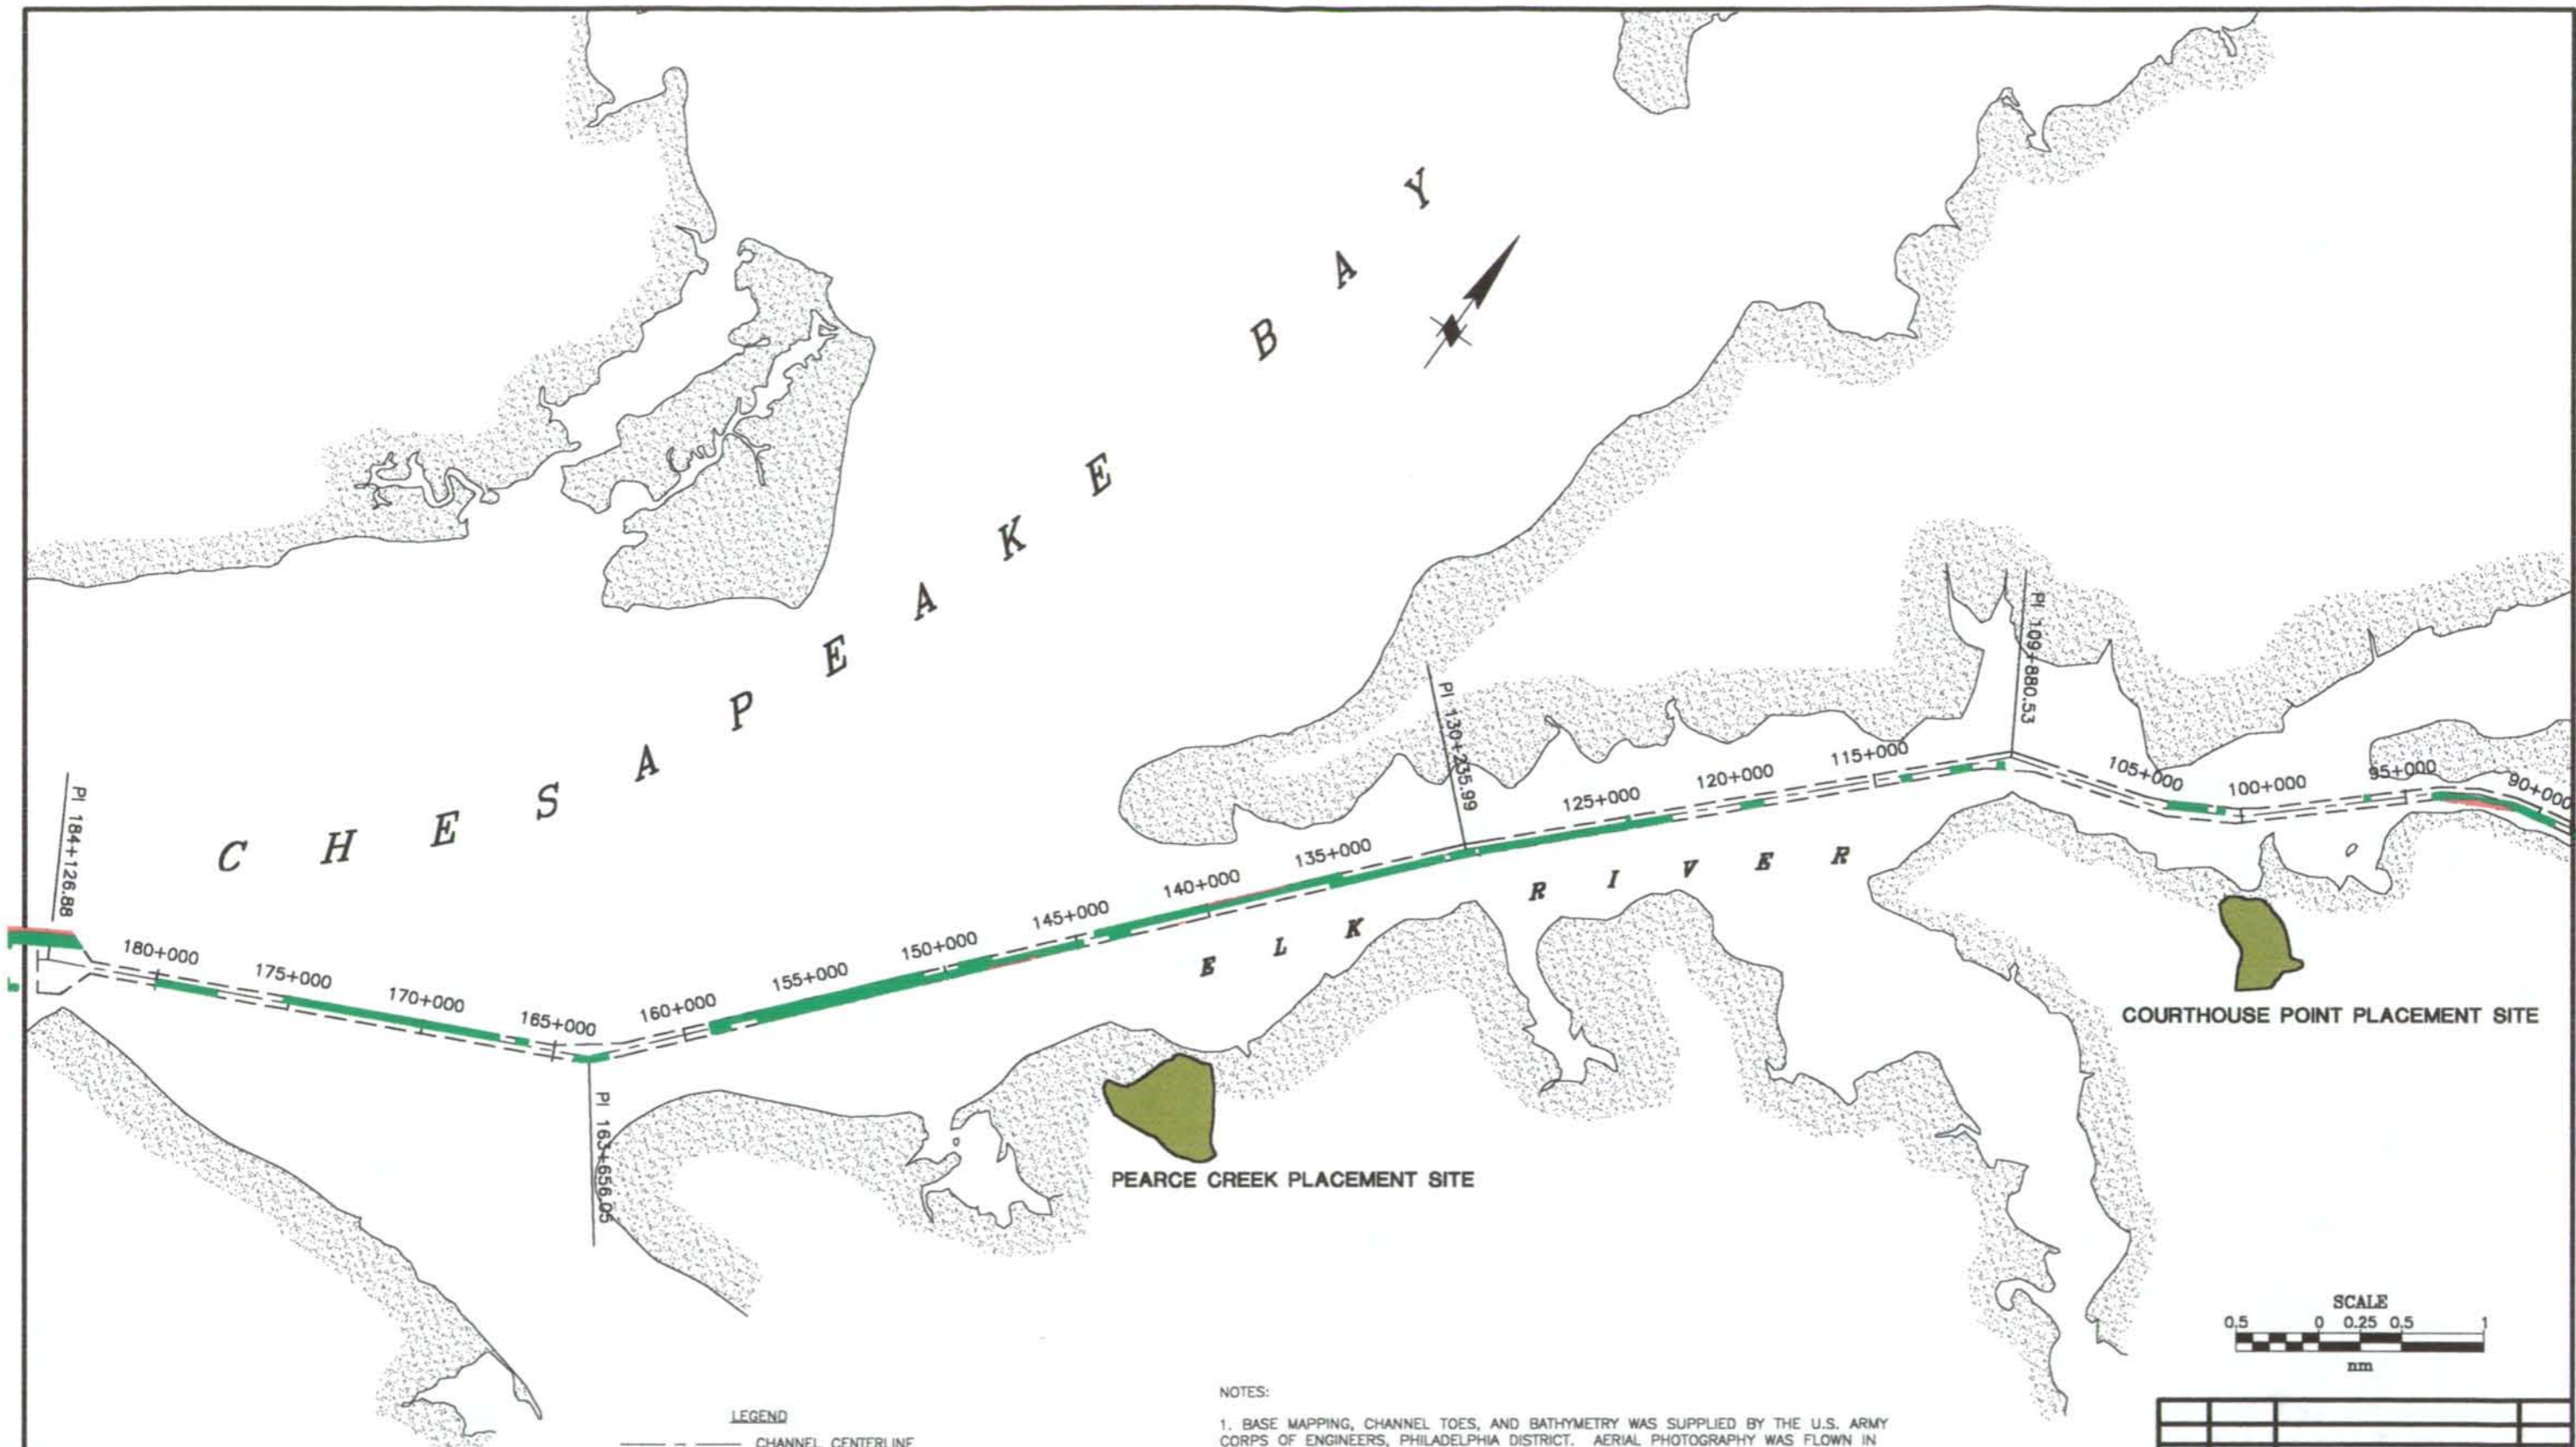 CHESAPEAKE BAY
PI 184+126.88
180+000
175+000
170+000
165+000
PI 163+656.05
160+000
155+000
150+000
145+000
140+000
135+000
PI 130+235.99
125+000
120+000
115+000
PI 109+880.53
105+000
100+000
95+000
90+000
ELK RIVER
COURTHOUSE POINT PLACEMENT SITE
PEARCE CREEK PLACEMENT SITE
SCALE
0.5 0 0.25 0.5 1
nm
LEGEND
CHANNEL CENTERLINE
NOTES:
1. BASE MAPPING, CHANNEL TOES, AND BATHYMETRY WAS SUPPLIED BY THE U.S. ARMY
CORPS OF ENGINEERS, PHILADELPHIA DISTRICT. AERIAL PHOTOGRAPHY WAS FLOWN IN